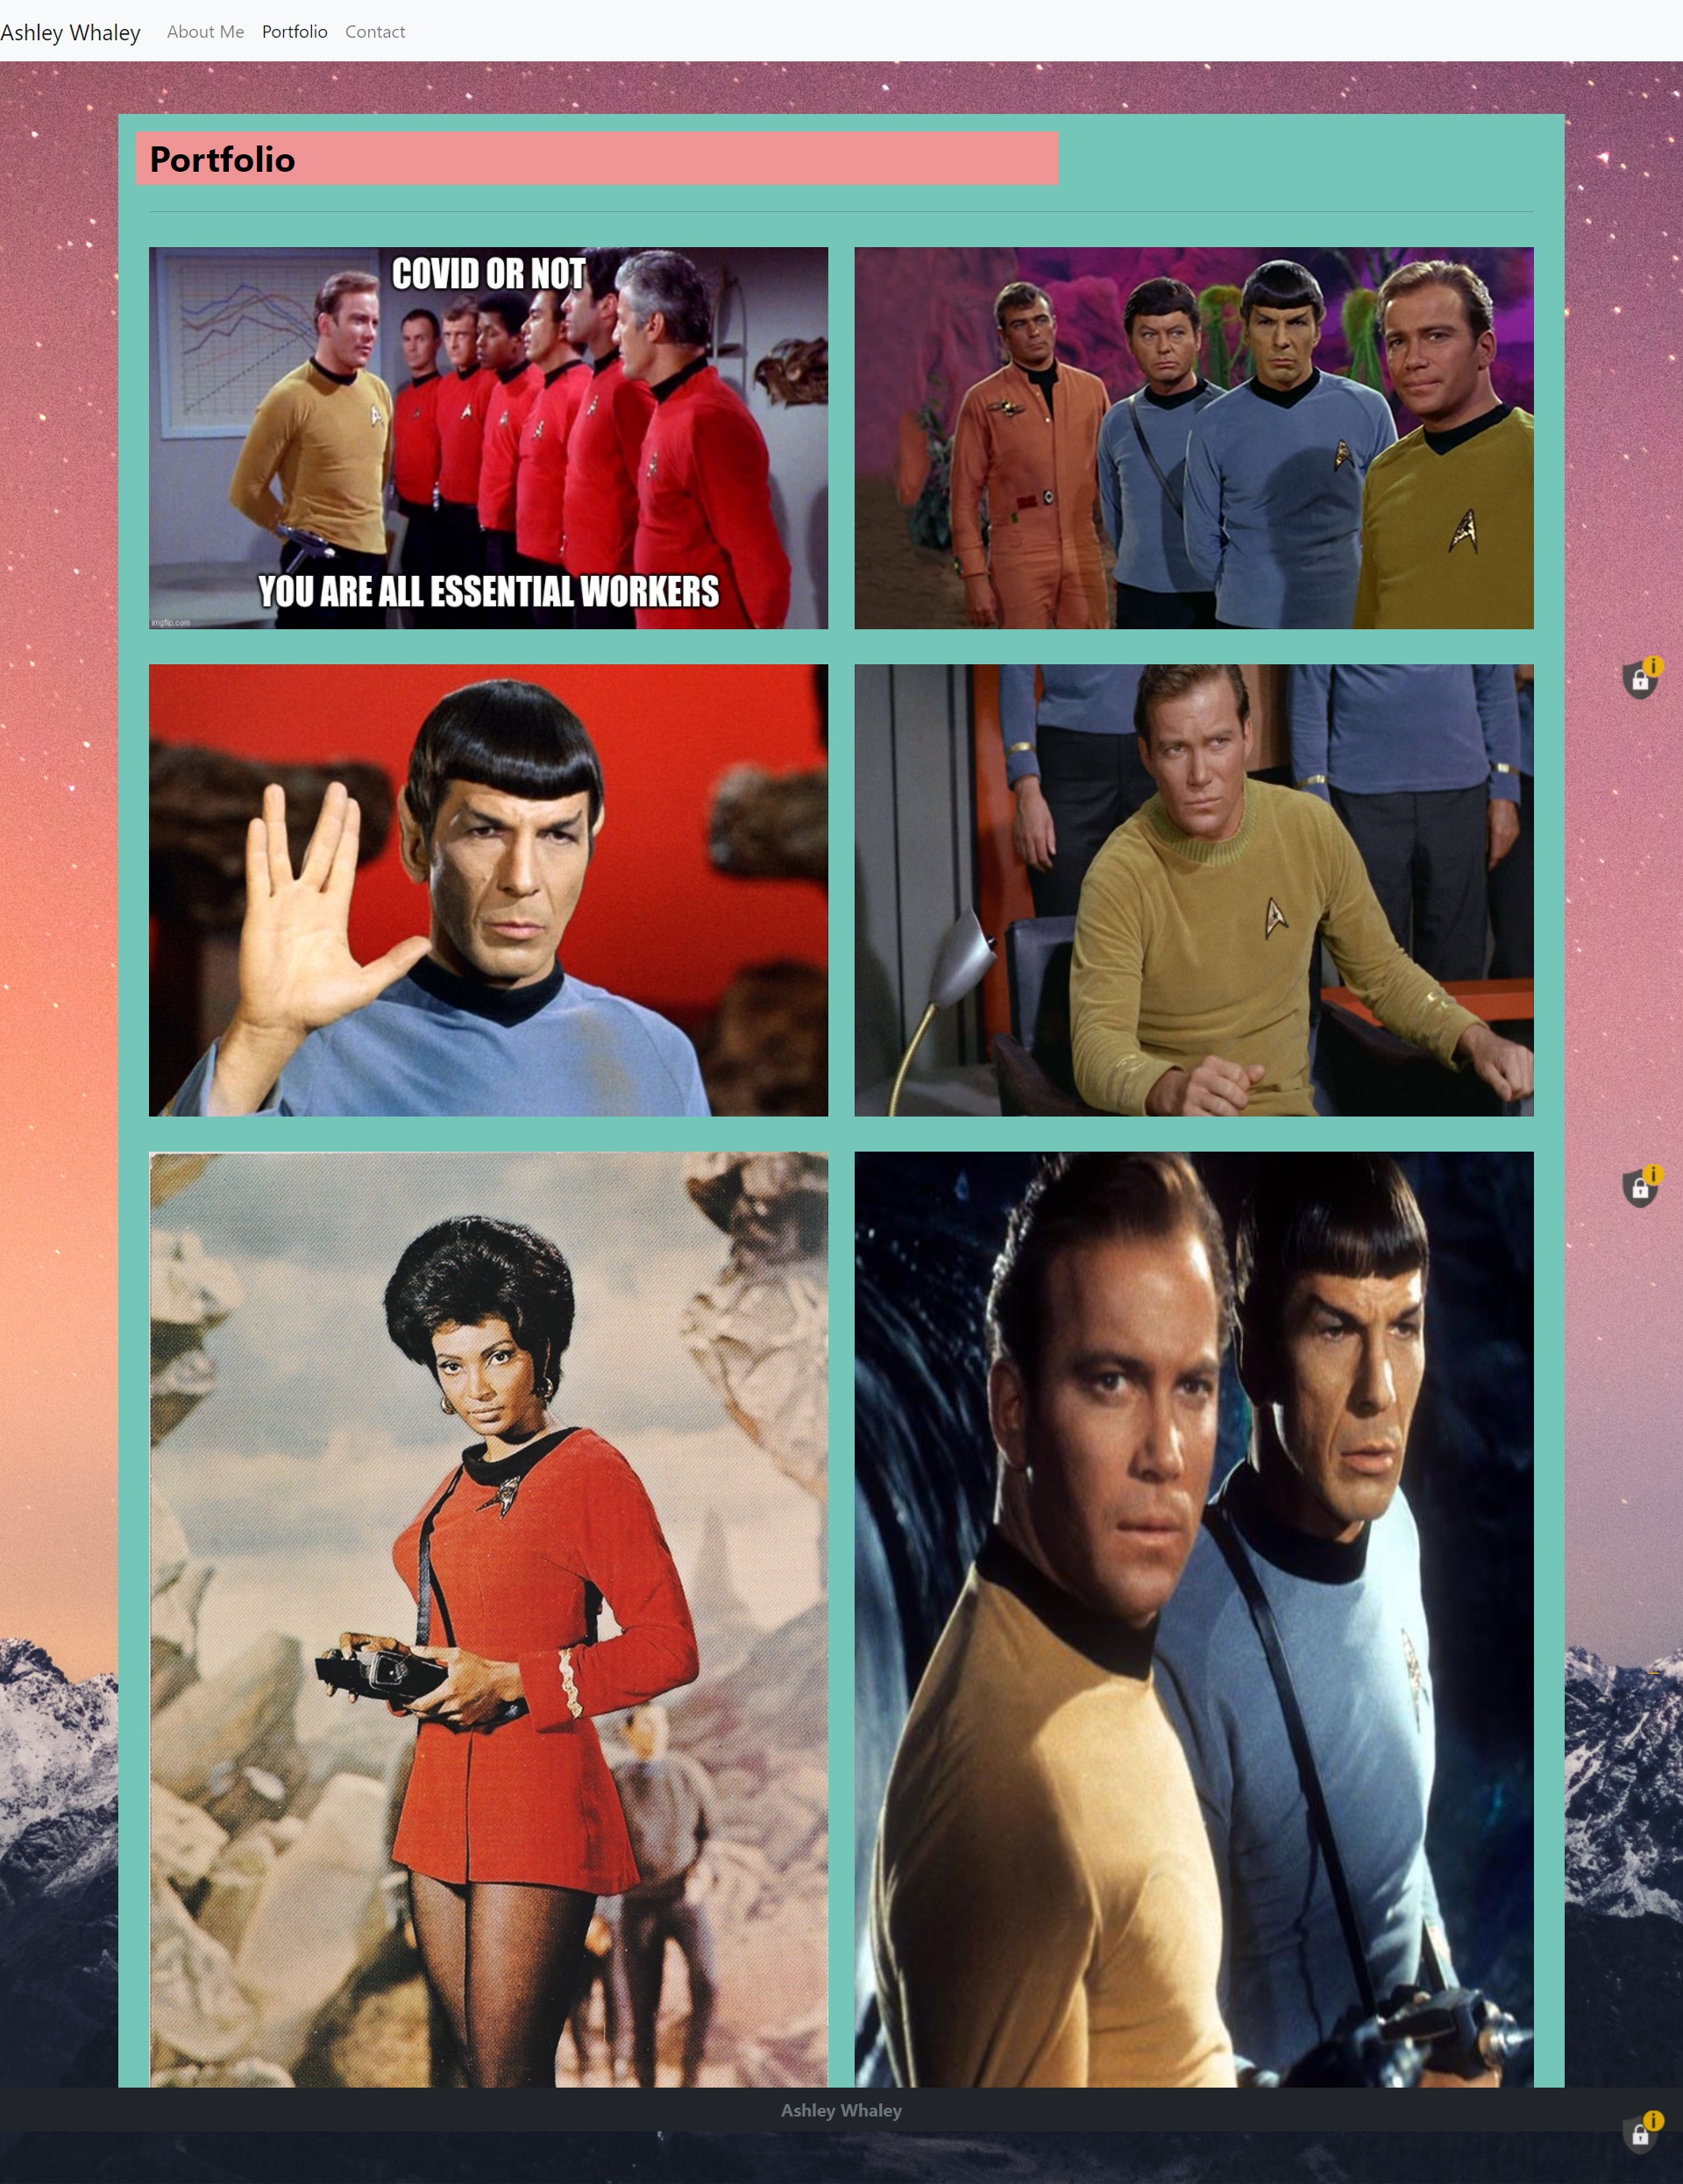 Ashley Whaley
About Me Portfolio Contact
Portfolio
COVID OR NOT
YOU ARE ALL ESSENTIAL WORKERS
imgflip.com
Ashley Whaley